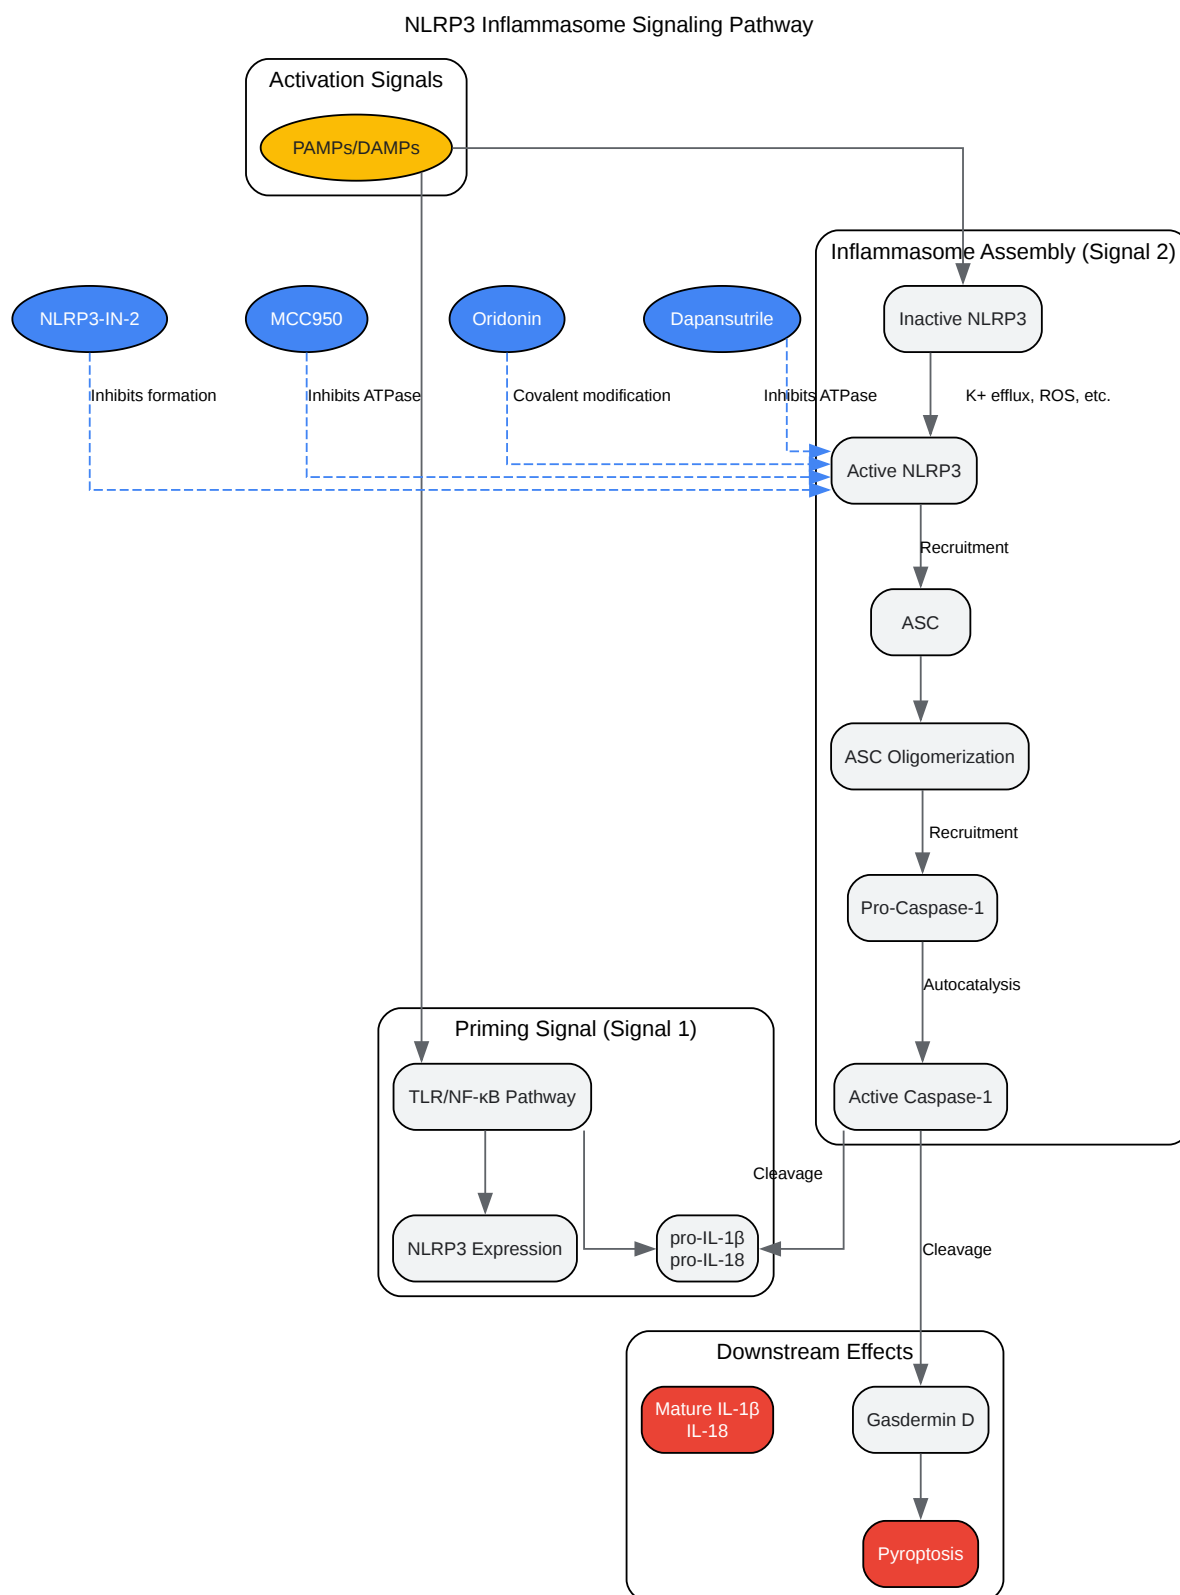 NLRP3 Inflammasome Signaling Pathway
Activation Signals
PAMPs/DAMPs
Inflammasome Assembly (Signal 2)
NLRP3-IN-2
MCC950
Oridonin
Dapansutrile
Inactive NLRP3
Inhibits formation
Inhibits ATPase
Covalent modification
Inhibits ATPase
K+ efflux, ROS, etc.
Active NLRP3
Recruitment
ASC
ASC Oligomerization
Recruitment
Pro-Caspase-1
Autocatalysis
Priming Signal (Signal 1)
TLR/NF-κB Pathway
Active Caspase-1
Cleavage
NLRP3 Expression
pro-IL-1β
pro-IL-18
Cleavage
Downstream Effects
Mature IL-1β
IL-18
Gasdermin D
Pyroptosis